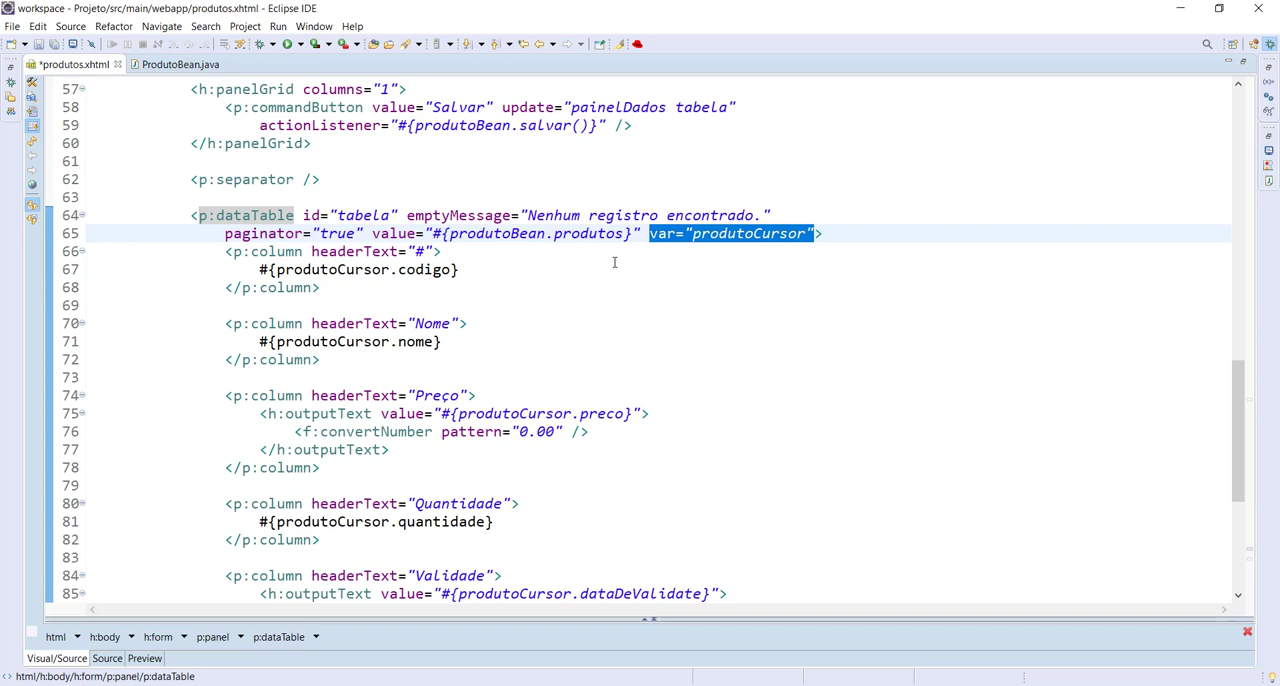 workspace - Projeto/src/main/webapp/produtos.xhtml - Eclipse IDE
File Edit Source Refactor Navigate Search Project Run Window Help
*produtos.xhtml ProdutoBean.java
57 <h:panelGrid columns="1">
58 <p:commandButton value="Salvar" update="painelDados tabela"
59 actionListener="#{produtoBean.salvar()}" />
60 </h:panelGrid>
61
62 <p:separator />
63
64 <p:dataTable id="tabela" emptyMessage="Nenhum registro encontrado."
65 paginator="true" value="#{produtoBean.produtos}" var="produtoCursor">
66 <p:column headerText="#">
67 #{produtoCursor.codigo}
68 </p:column>
69
70 <p:column headerText="Nome">
71 #{produtoCursor.nome}
72 </p:column>
73
74 <p:column headerText="Preço">
75 <h:outputText value="#{produtoCursor.preco}">
76 <f:convertNumber pattern="0.00" />
77 </h:outputText>
78 </p:column>
79
80 <p:column headerText="Quantidade">
81 #{produtoCursor.quantidade}
82 </p:column>
83
84 <p:column headerText="Validade">
85 <h:outputText value="#{produtoCursor.dataDeValidate}">
html h:body h:form p:panel p:dataTable
Visual/Source Source Preview
html/h:body/h:form/p:panel/p:dataTable